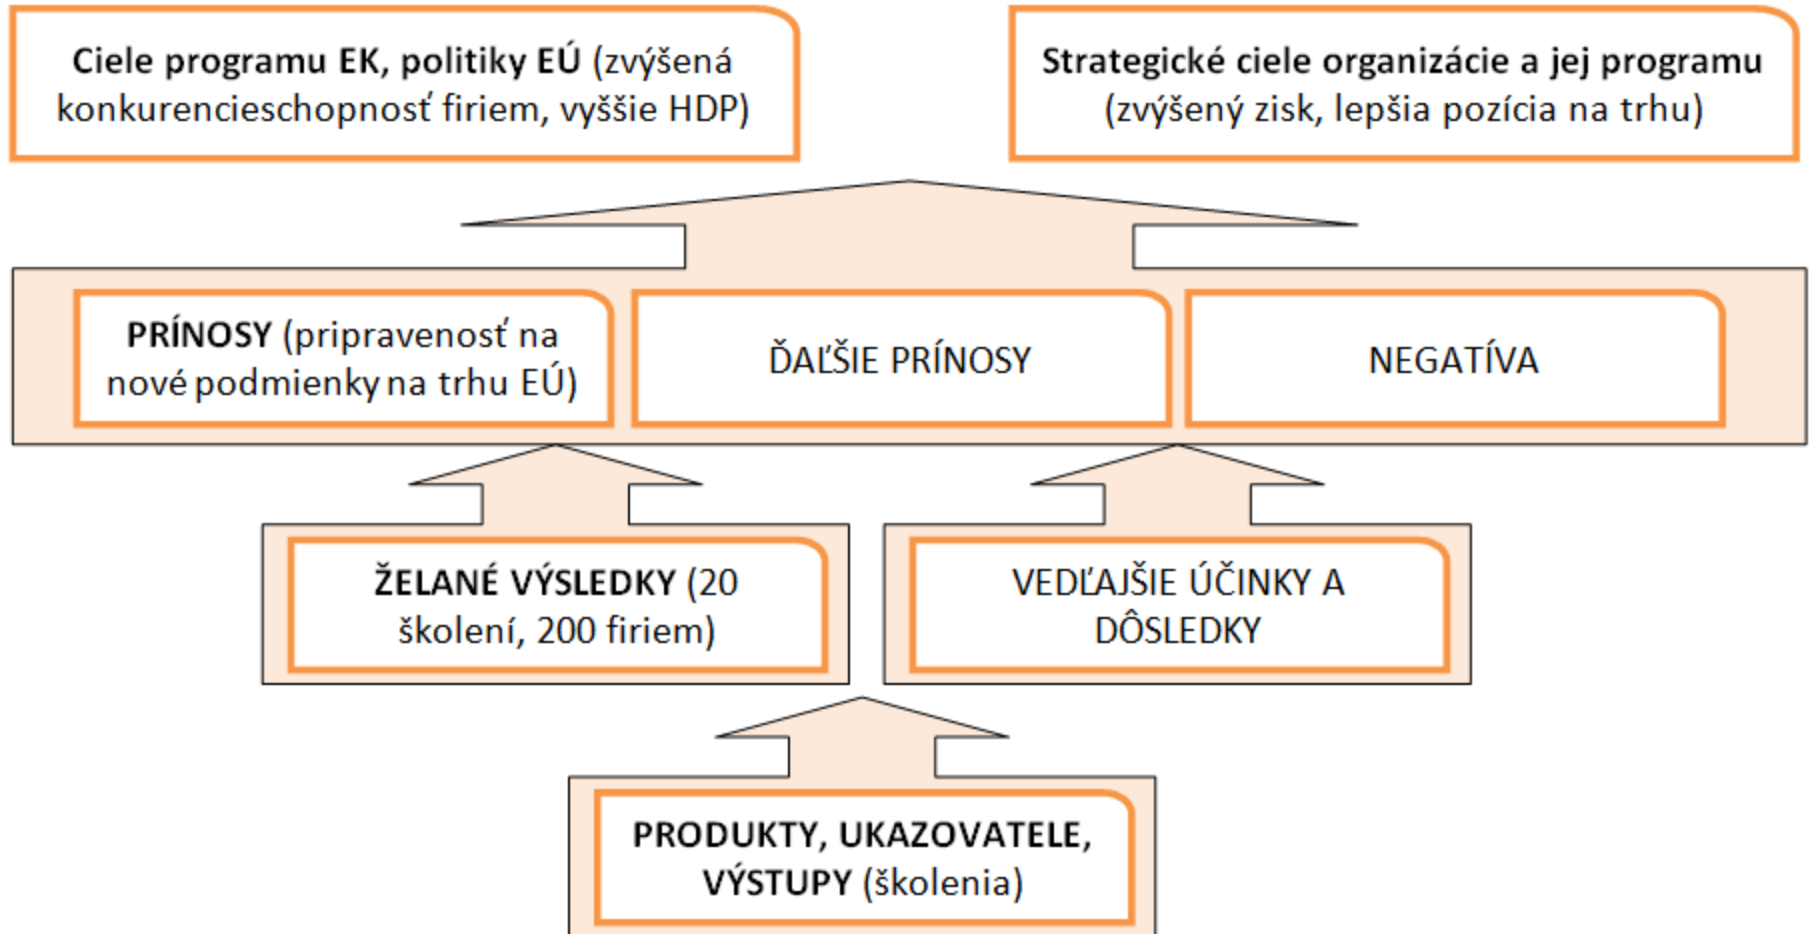 Ciele programu EK, politiky EÚ (zvýšená
konkurencieschopnosť firiem, vyššie HDP)
Strategické ciele organizácie a jej programu
(zvýšený zisk, lepšia pozícia na trhu)
PRÍNOSY (pripravenosť na
nové podmienky na trhu EÚ)
ĎAĽŠIE PRÍNOSY
NEGATÍVA
ŽELANÉ VÝSLEDKY (20
školení, 200 firiem)
VEDĽAJŠIE ÚČINKY A
DÔSLEDKY
PRODUKTY, UKAZOVATELE,
VÝSTUPY (školenia)